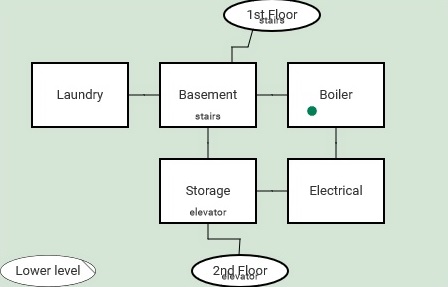 1st Floor
stairs
Laundry
Basement
Boiler
stairs
Storage
Electrical
elevator
Lower level
2nd Floor
elevator